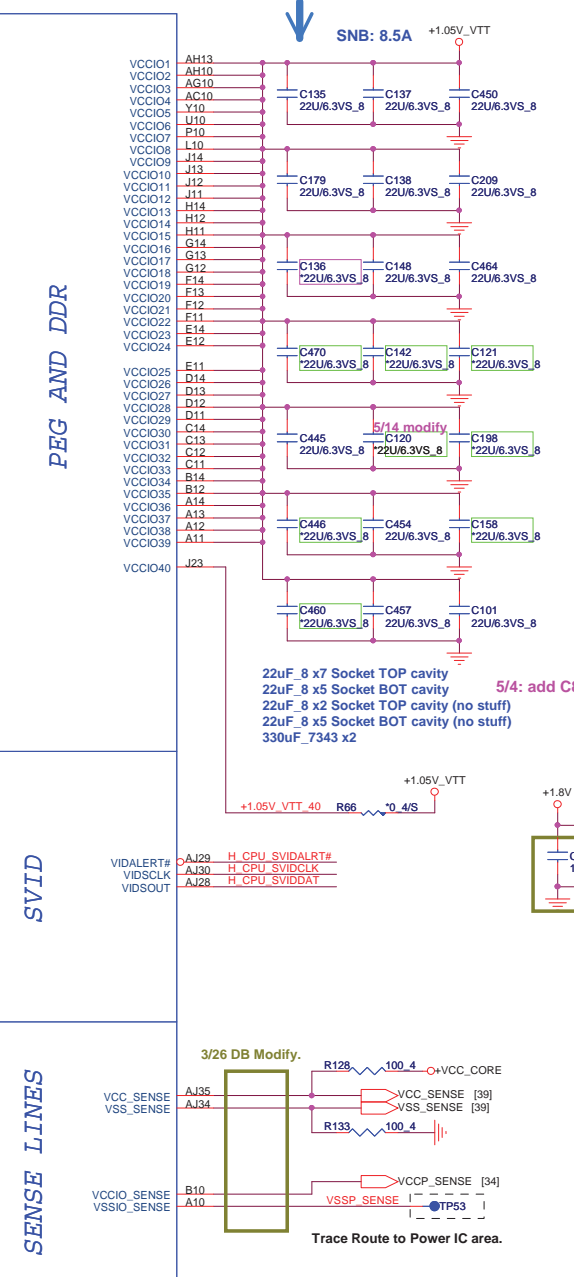 SNB: 8.5A
+1.05V_VTT
PEG AND DDR
VCCIO1 AH13
VCCIO2 AH10
VCCIO3 AG10
VCCIO4 AC10
VCCIO5 Y10
VCCIO6 U10
VCCIO7 P10
VCCIO8 L10
VCCIO9 J14
VCCIO10 J13
VCCIO11 J12
VCCIO12 J11
VCCIO13 H14
VCCIO14 H12
VCCIO15 H11
VCCIO16 G14
VCCIO17 G13
VCCIO18 G12
VCCIO19 F14
VCCIO20 F13
VCCIO21 F12
VCCIO22 F11
VCCIO23 E14
VCCIO24 E12
VCCIO25 E11
VCCIO26 D14
VCCIO27 D13
VCCIO28 D12
VCCIO29 D11
VCCIO30 C14
VCCIO31 C13
VCCIO32 C12
VCCIO33 C11
VCCIO34 B14
VCCIO35 B12
VCCIO36 A14
VCCIO37 A13
VCCIO38 A12
VCCIO39 A11
VCCIO40 J23
C135 C137 C450
22U/6.3VS_8 22U/6.3VS_8 22U/6.3VS_8
C179 C138 C209
22U/6.3VS_8 22U/6.3VS_8 22U/6.3VS_8
C136 C148 C464
*22U/6.3VS_8 22U/6.3VS_8 22U/6.3VS_8
C470 C142 C121
*22U/6.3VS_8 *22U/6.3VS_8 *22U/6.3VS_8
5/14 modify
C445 C120 C198
22U/6.3VS_8 *22U/6.3VS_8 *22U/6.3VS_8
C446 C454 C158
*22U/6.3VS_8 22U/6.3VS_8 *22U/6.3VS_8
C460 C457 C101
*22U/6.3VS_8 22U/6.3VS_8 22U/6.3VS_8
22uF_8 x7 Socket TOP cavity
22uF_8 x5 Socket BOT cavity
22uF_8 x2 Socket TOP cavity (no stuff)
22uF_8 x5 Socket BOT cavity (no stuff)
330uF_7343 x2
5/4: add C
+1.05V_VTT
+1.05V_VTT_40 R66 *0_4/S
+1.8V
C
1
SVID
VIDALERT# AJ29 H_CPU_SVIDALRT#
VIDSCLK AJ30 H_CPU_SVIDCLK
VIDSOUT AJ28 H_CPU_SVIDDAT
SENSE LINES
3/26 DB Modify.
R128 100_4 +VCC_CORE
VCC_SENSE AJ35 VCC_SENSE [39]
VSS_SENSE AJ34 VSS_SENSE [39]
R133 100_4
VCCIO_SENSE B10 VCCP_SENSE [34]
VSSIO_SENSE A10 VSSP_SENSE TP53
Trace Route to Power IC area.